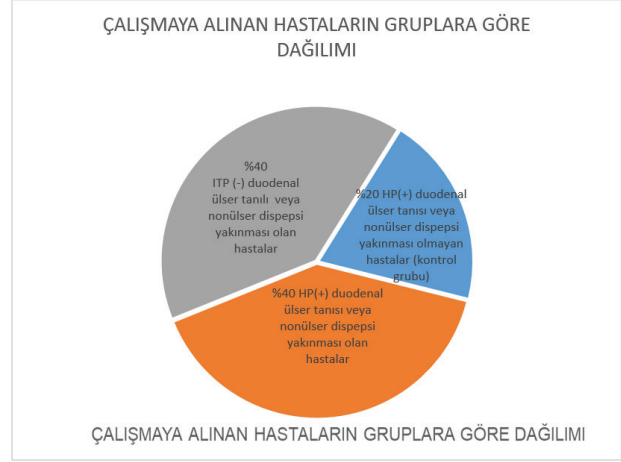 ÇALIŞMAYA ALINAN HASTALARIN GRUPLARA GÖRE
DAĞILIMI
%40
ITP (-) duodenal
ülser tanılı veya
nonülser dispepsi
yakınması olan
hastalar
%20 HP(+) duodenal
ülser tanısı veya
nonülser dispepsi
yakınması olmayan
hastalar (kontrol
grubu)
%40 HP(+) duodenal
ülser tanısı veya
nonülser dispepsi
yakınması olan
hastalar
ÇALIŞMAYA ALINAN HASTALARIN GRUPLARA GÖRE DAĞILIMI